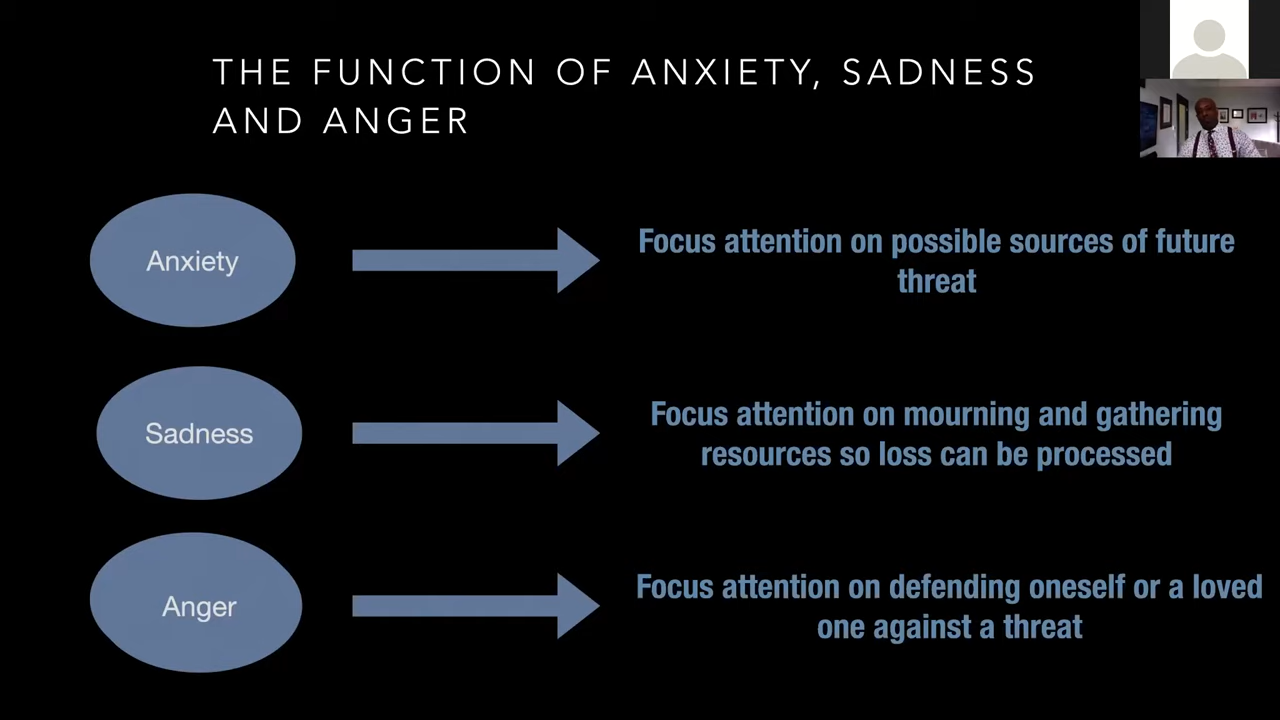 THE FUNCTION OF ANXIETY, SADNESS
AND ANGER
Anxiety
Focus attention on possible sources of future
threat
Sadness
Focus attention on mourning and gathering
resources so loss can be processed
Anger
Focus attention on defending oneself or a loved
one against a threat